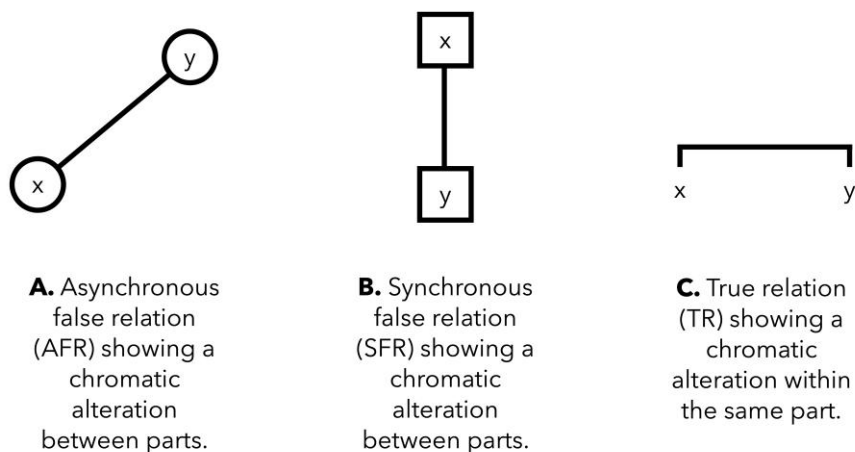 y
x
x
y
x
y
A. Asynchronous
false relation
(AFR) showing a
chromatic
alteration
between parts.
B. Synchronous
false relation
(SFR) showing a
chromatic
alteration
between parts.
C. True relation
(TR) showing a
chromatic
alteration within
the same part.